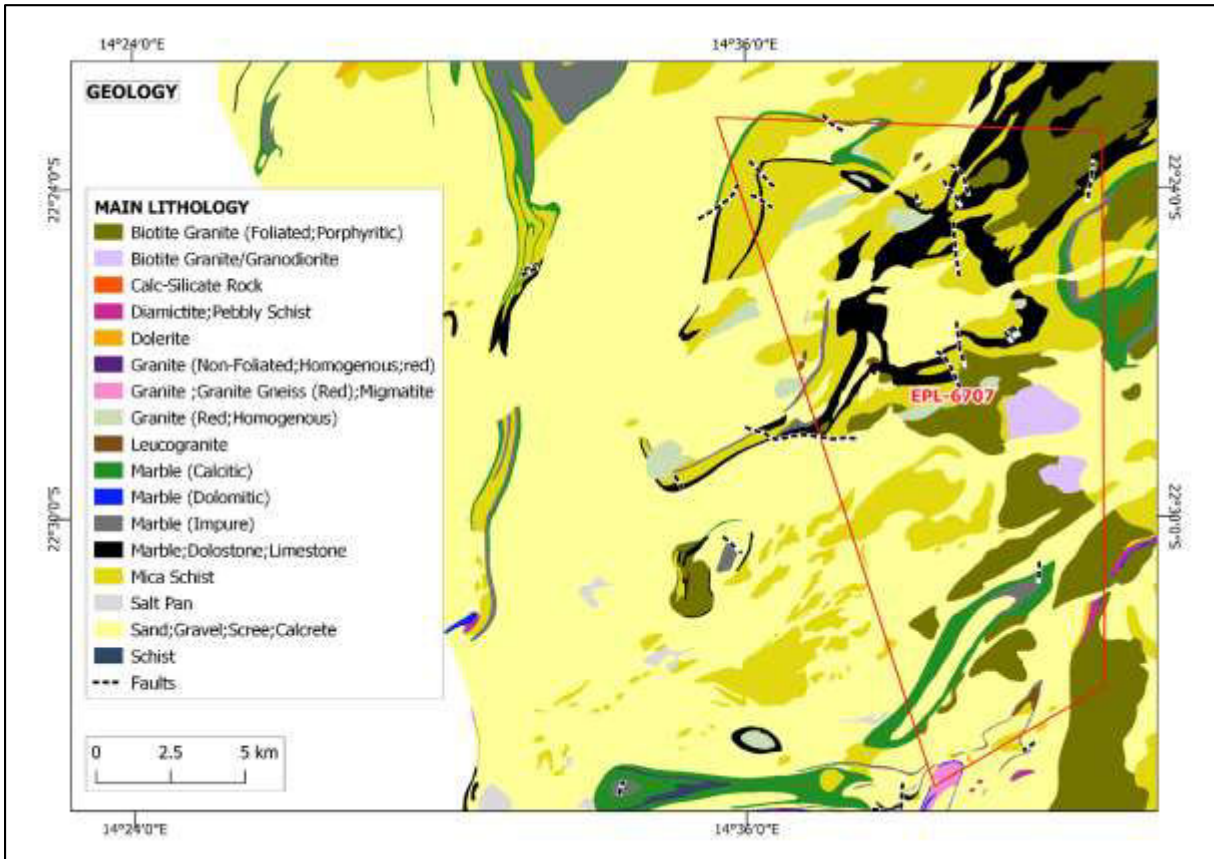 14°24'0"E
14°36'0"E
GEOLOGY
22°24'0"S
22°24'0"S
MAIN LITHOLOGY
Biotite Granite (Foliated;Porphyritic)
Biotite Granite/Granodiorite
Calc-Silicate Rock
Diamictite;Pebbly Schist
Dolerite
Granite (Non-Foliated;Homogenous;red)
Granite ;Granite Gneiss (Red);Migmatite
Granite (Red;Homogenous)
Leucogranite
Marble (Calcitic)
Marble (Dolomitic)
Marble (Impure)
Marble;Dolostone;Limestone
Mica Schist
Salt Pan
Sand;Gravel;Scree;Calcrete
Schist
Faults
EPL-6707
22°30'0"S
22°30'0"S
0 2.5 5 km
14°24'0"E
14°36'0"E